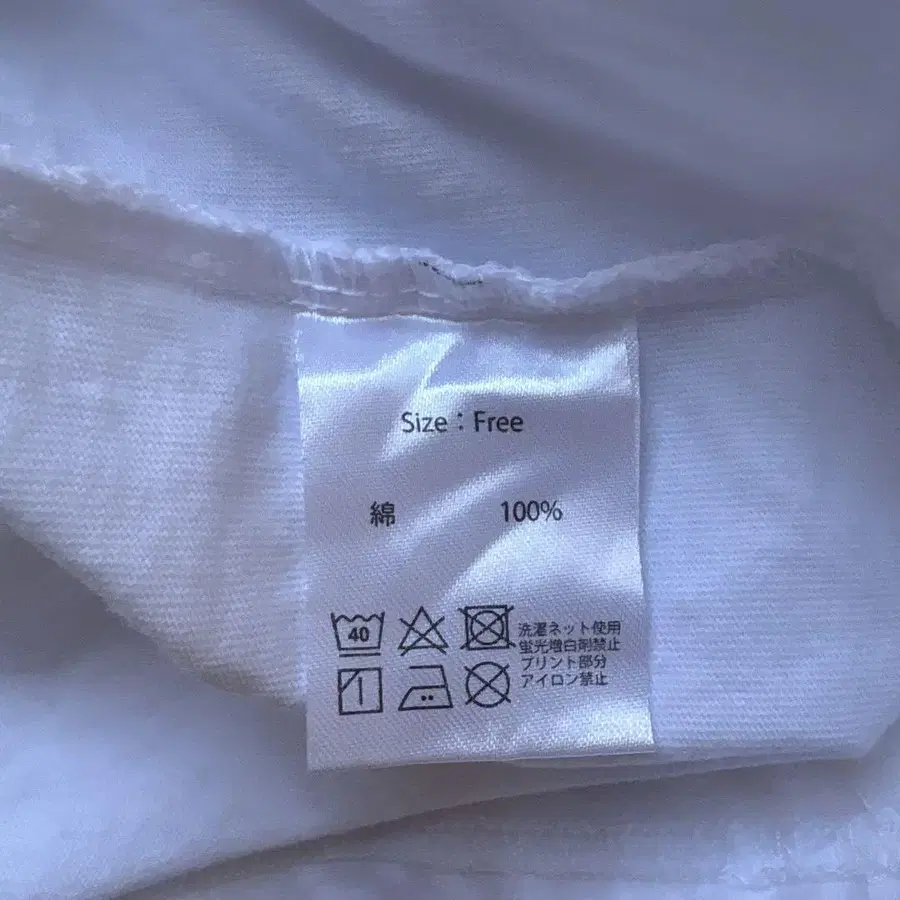 Size：Free
綿 100%
40
洗濯ネット使用
蛍光増白剤禁止
プリント部分
アイロン禁止